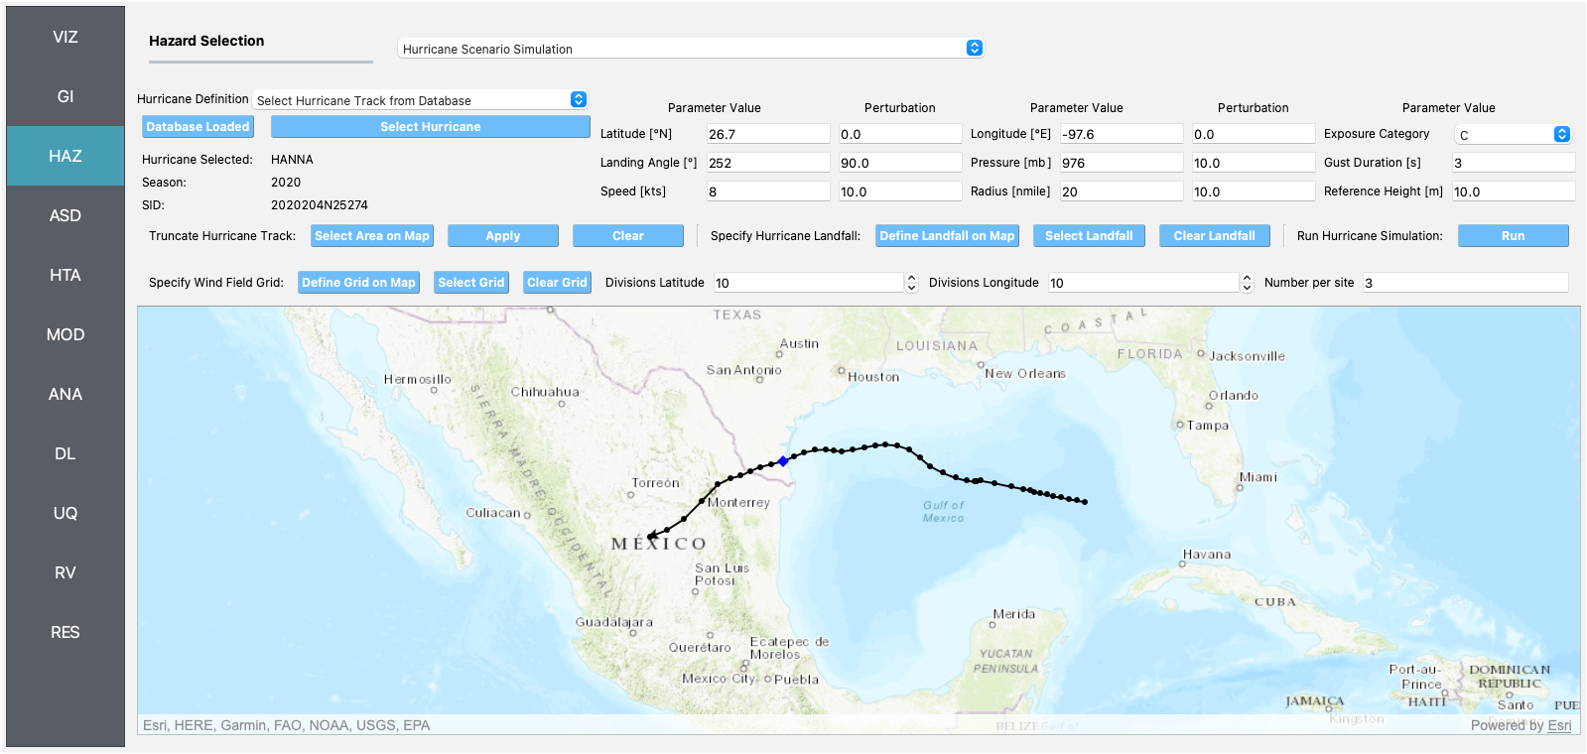 VIZ
GI
HAZ
ASD
HTA
MOD
ANA
DL
UQ
RV
RES
Hazard Selection
Hurricane Scenario Simulation
Hurricane Definition Select Hurricane Track from Database
Database Loaded Select Hurricane
Hurricane Selected: HANNA
Season: 2020
SID: 2020204N25274
Parameter Value Perturbation Parameter Value Perturbation Parameter Value
Latitude [°N] 26.7 0.0 Longitude [°E] -97.6 0.0 Exposure Category C
Landing Angle [°] 252 90.0 Pressure [mb] 976 10.0 Gust Duration [s] 3
Speed [kts] 8 10.0 Radius [nmile] 20 10.0 Reference Height [m] 10.0
Truncate Hurricane Track: Select Area on Map Apply Clear Specify Hurricane Landfall: Define Landfall on Map Select Landfall Clear Landfall Run Hurricane Simulation: Run
Specify Wind Field Grid: Define Grid on Map Select Grid Clear Grid Divisions Latitude 10 Divisions Longitude 10 Number per site 3
TEXAS
COASTAL
Austin
LOUISIANA
FLORIDA
Jacksonville
San Antonio
Houston
New Orleans
Hermosillo
Chihuahua
Orlando
Tampa
SIERRA MADRE OCCIDENTAL
Torreón
Monterrey
Miami
Culiacan
Gulf of
Mexico
MÉXICO
Havana
San Luis
Potosi
CUBA
Guadalajara
Merida
Querétaro
Ecatepec de
Morelos
YUCATAN
PENINSULA
Mexico City
Puebla
Port-au-
Prince
HAITI
DOMINICAN
REPUBLIC
Santo
Domingo
PUE
JAMAICA
Kingston
BELIZE
Gulf of
Esri, HERE, Garmin, FAO, NOAA, USGS, EPA
Powered by Esri